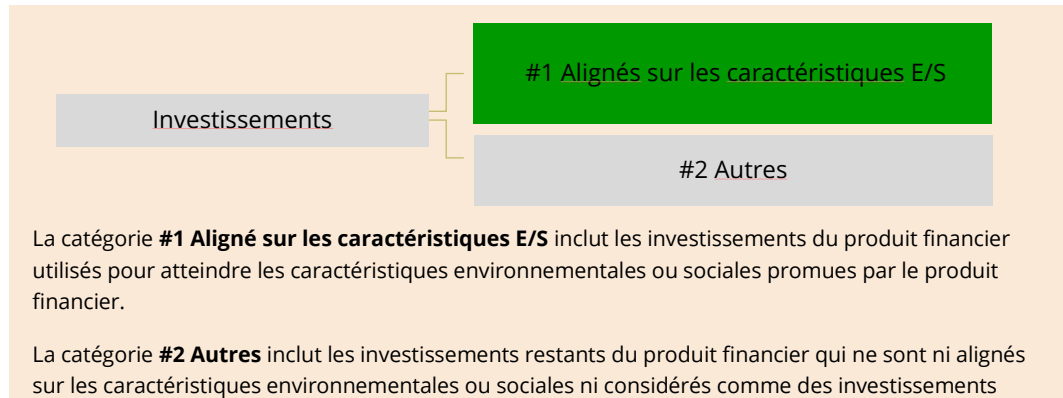 #1 Alignés sur les caractéristiques E/S
Investissements
#2 Autres
La catégorie #1 Aligné sur les caractéristiques E/S inclut les investissements du produit financier
utilisés pour atteindre les caractéristiques environnementales ou sociales promues par le produit
financier.
La catégorie #2 Autres inclut les investissements restants du produit financier qui ne sont ni alignés
sur les caractéristiques environnementales ou sociales ni considérés comme des investissements